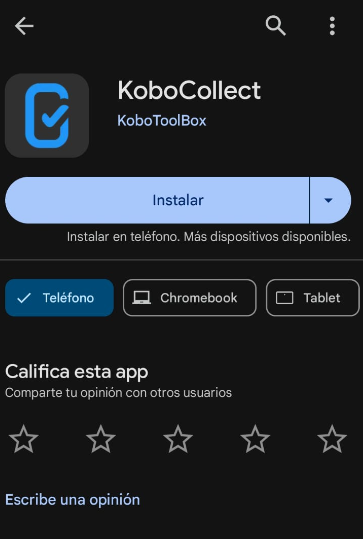 KoboCollect
KoboToolBox
Instalar
Instalar en teléfono. Más dispositivos disponibles.
Teléfono
Chromebook
Tablet
Califica esta app
Comparte tu opinión con otros usuarios
Escribe una opinión